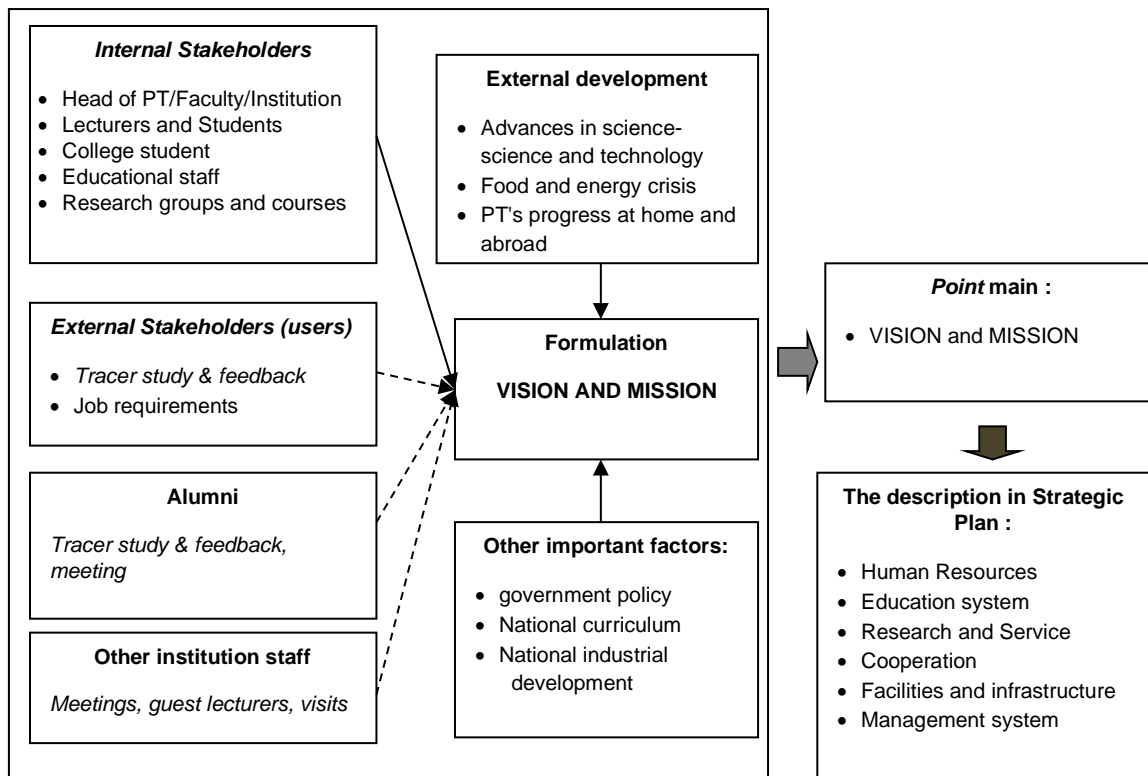 Internal Stakeholders
• Head of PT/Faculty/Institution
• Lecturers and Students
• College student
• Educational staff
• Research groups and courses
External Stakeholders (users)
• Tracer study & feedback
• Job requirements
Alumni
Tracer study & feedback,
meeting
Other institution staff
Meetings, guest lecturers, visits
External development
• Advances in science-
science and technology
• Food and energy crisis
• PT's progress at home and
abroad
Formulation
VISION AND MISSION
Other important factors:
• government policy
• National curriculum
• National industrial
development
Point main :
• VISION and MISSION
The description in Strategic
Plan :
• Human Resources
• Education system
• Research and Service
• Cooperation
• Facilities and infrastructure
• Management system